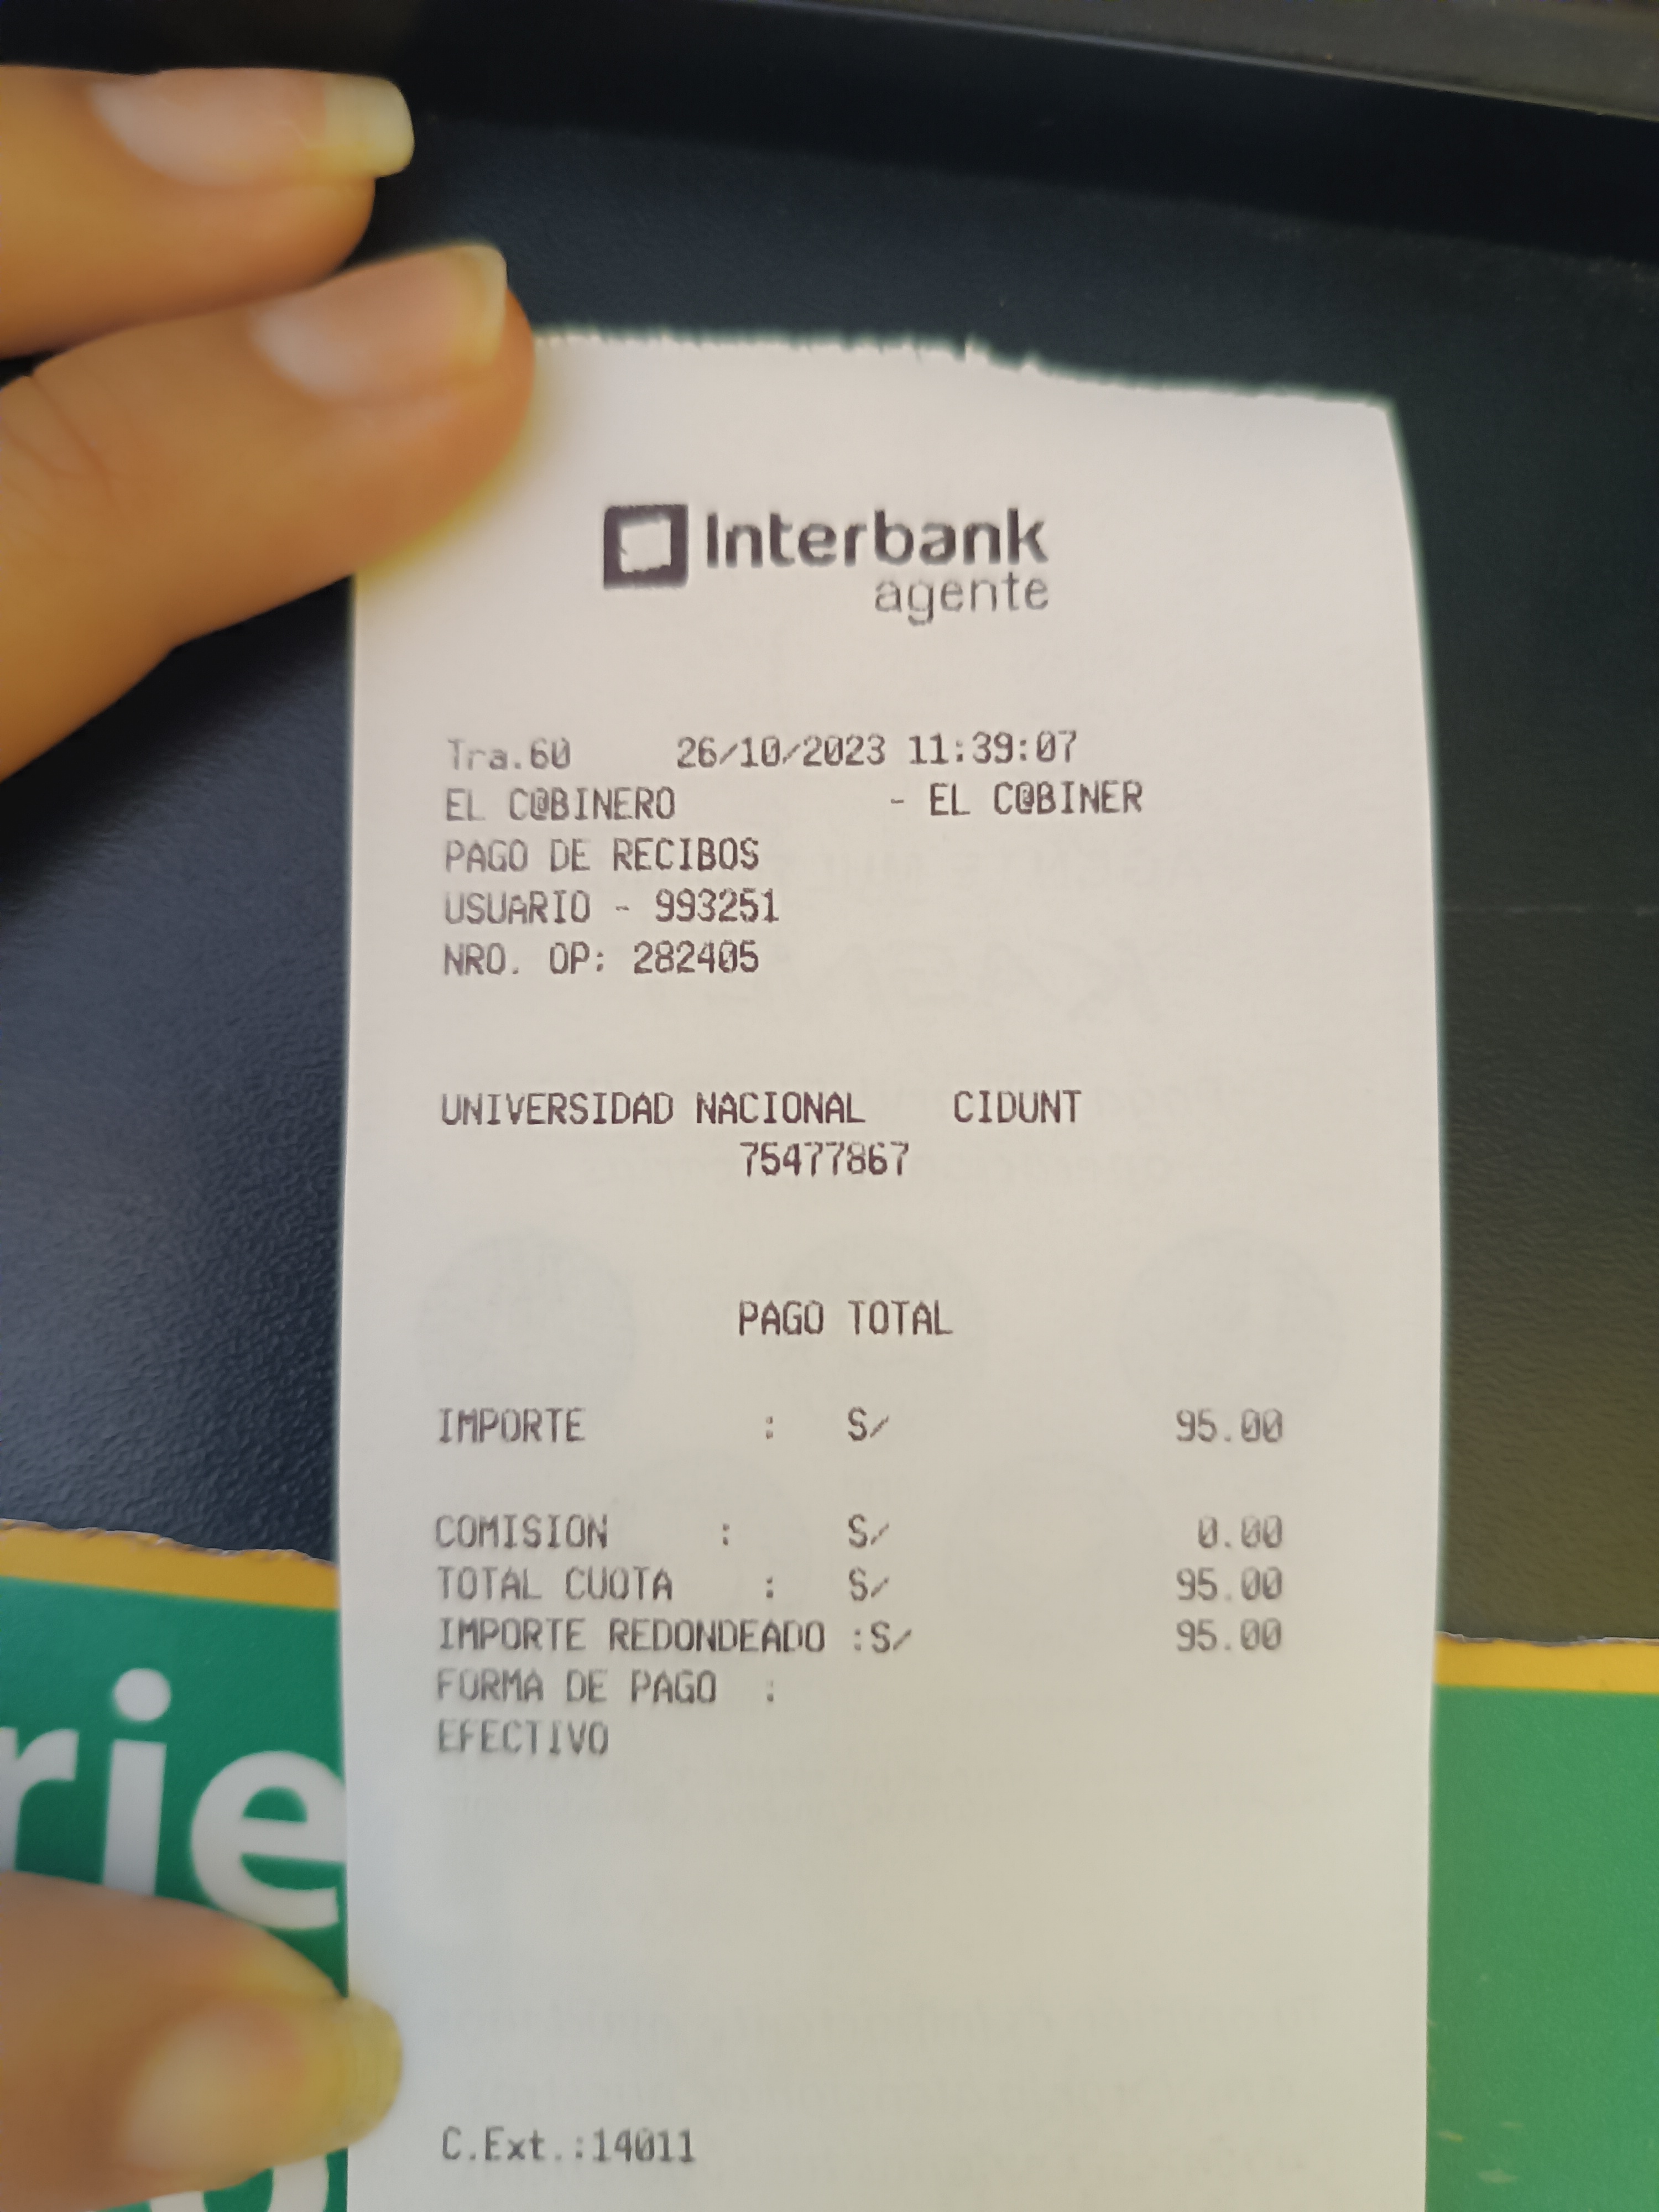 Interbank
agente
Tra.60 26/10/2023 11:39:07
EL C@BINERO - EL C@BINER
PAGO DE RECIBOS
USUARIO - 993251
NRO. OP: 282405
UNIVERSIDAD NACIONAL CIDUNT
75477867
PAGO TOTAL
IMPORTE : S/ 95.00
COMISION : S/ 0.00
TOTAL CUOTA : S/ 95.00
IMPORTE REDONDEADO :S/ 95.00
FORMA DE PAGO :
EFECTIVO
rie
C.Ext.:14011